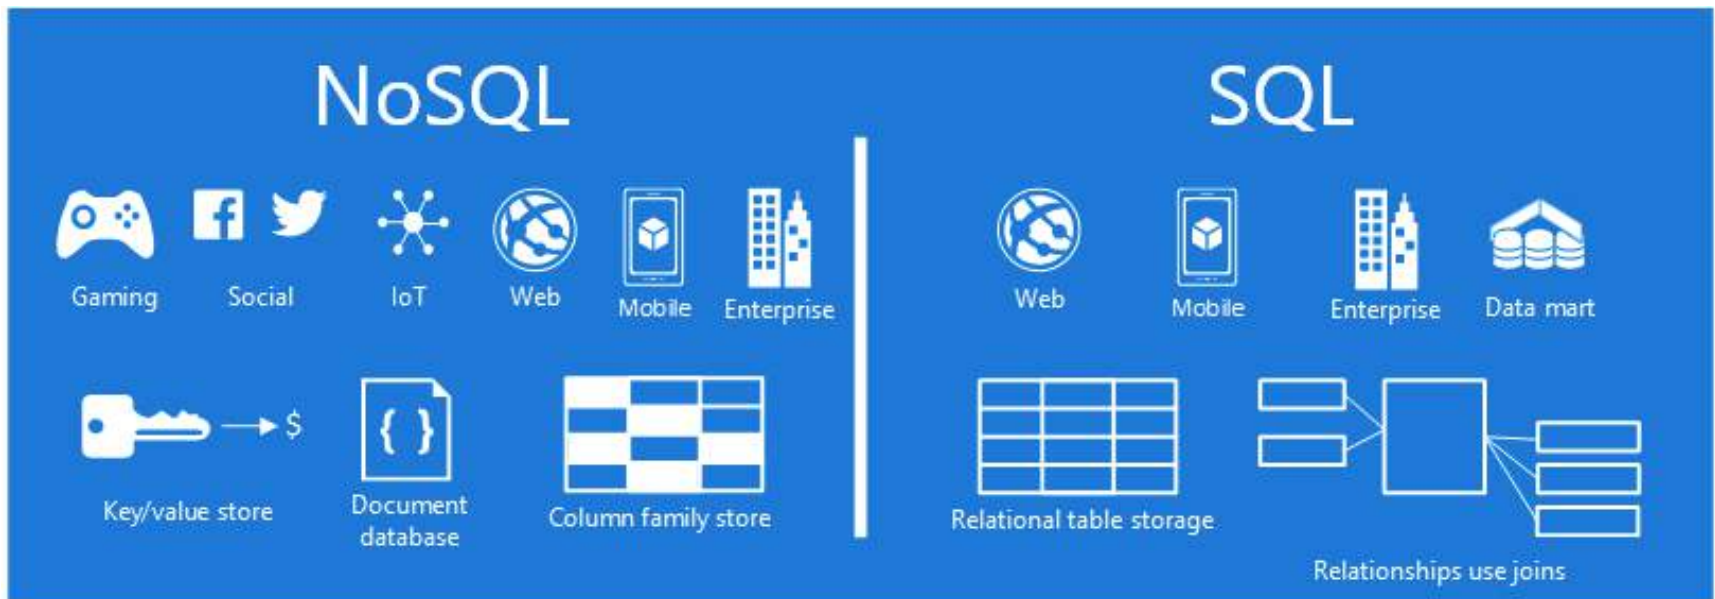 NoSQL
SQL
Gaming
Social
IoT
Web
Mobile
Enterprise
Web
Mobile
Enterprise
Data mart
$
{ }
Key/value store
Document
database
Column family store
Relational table storage
Relationships use joins